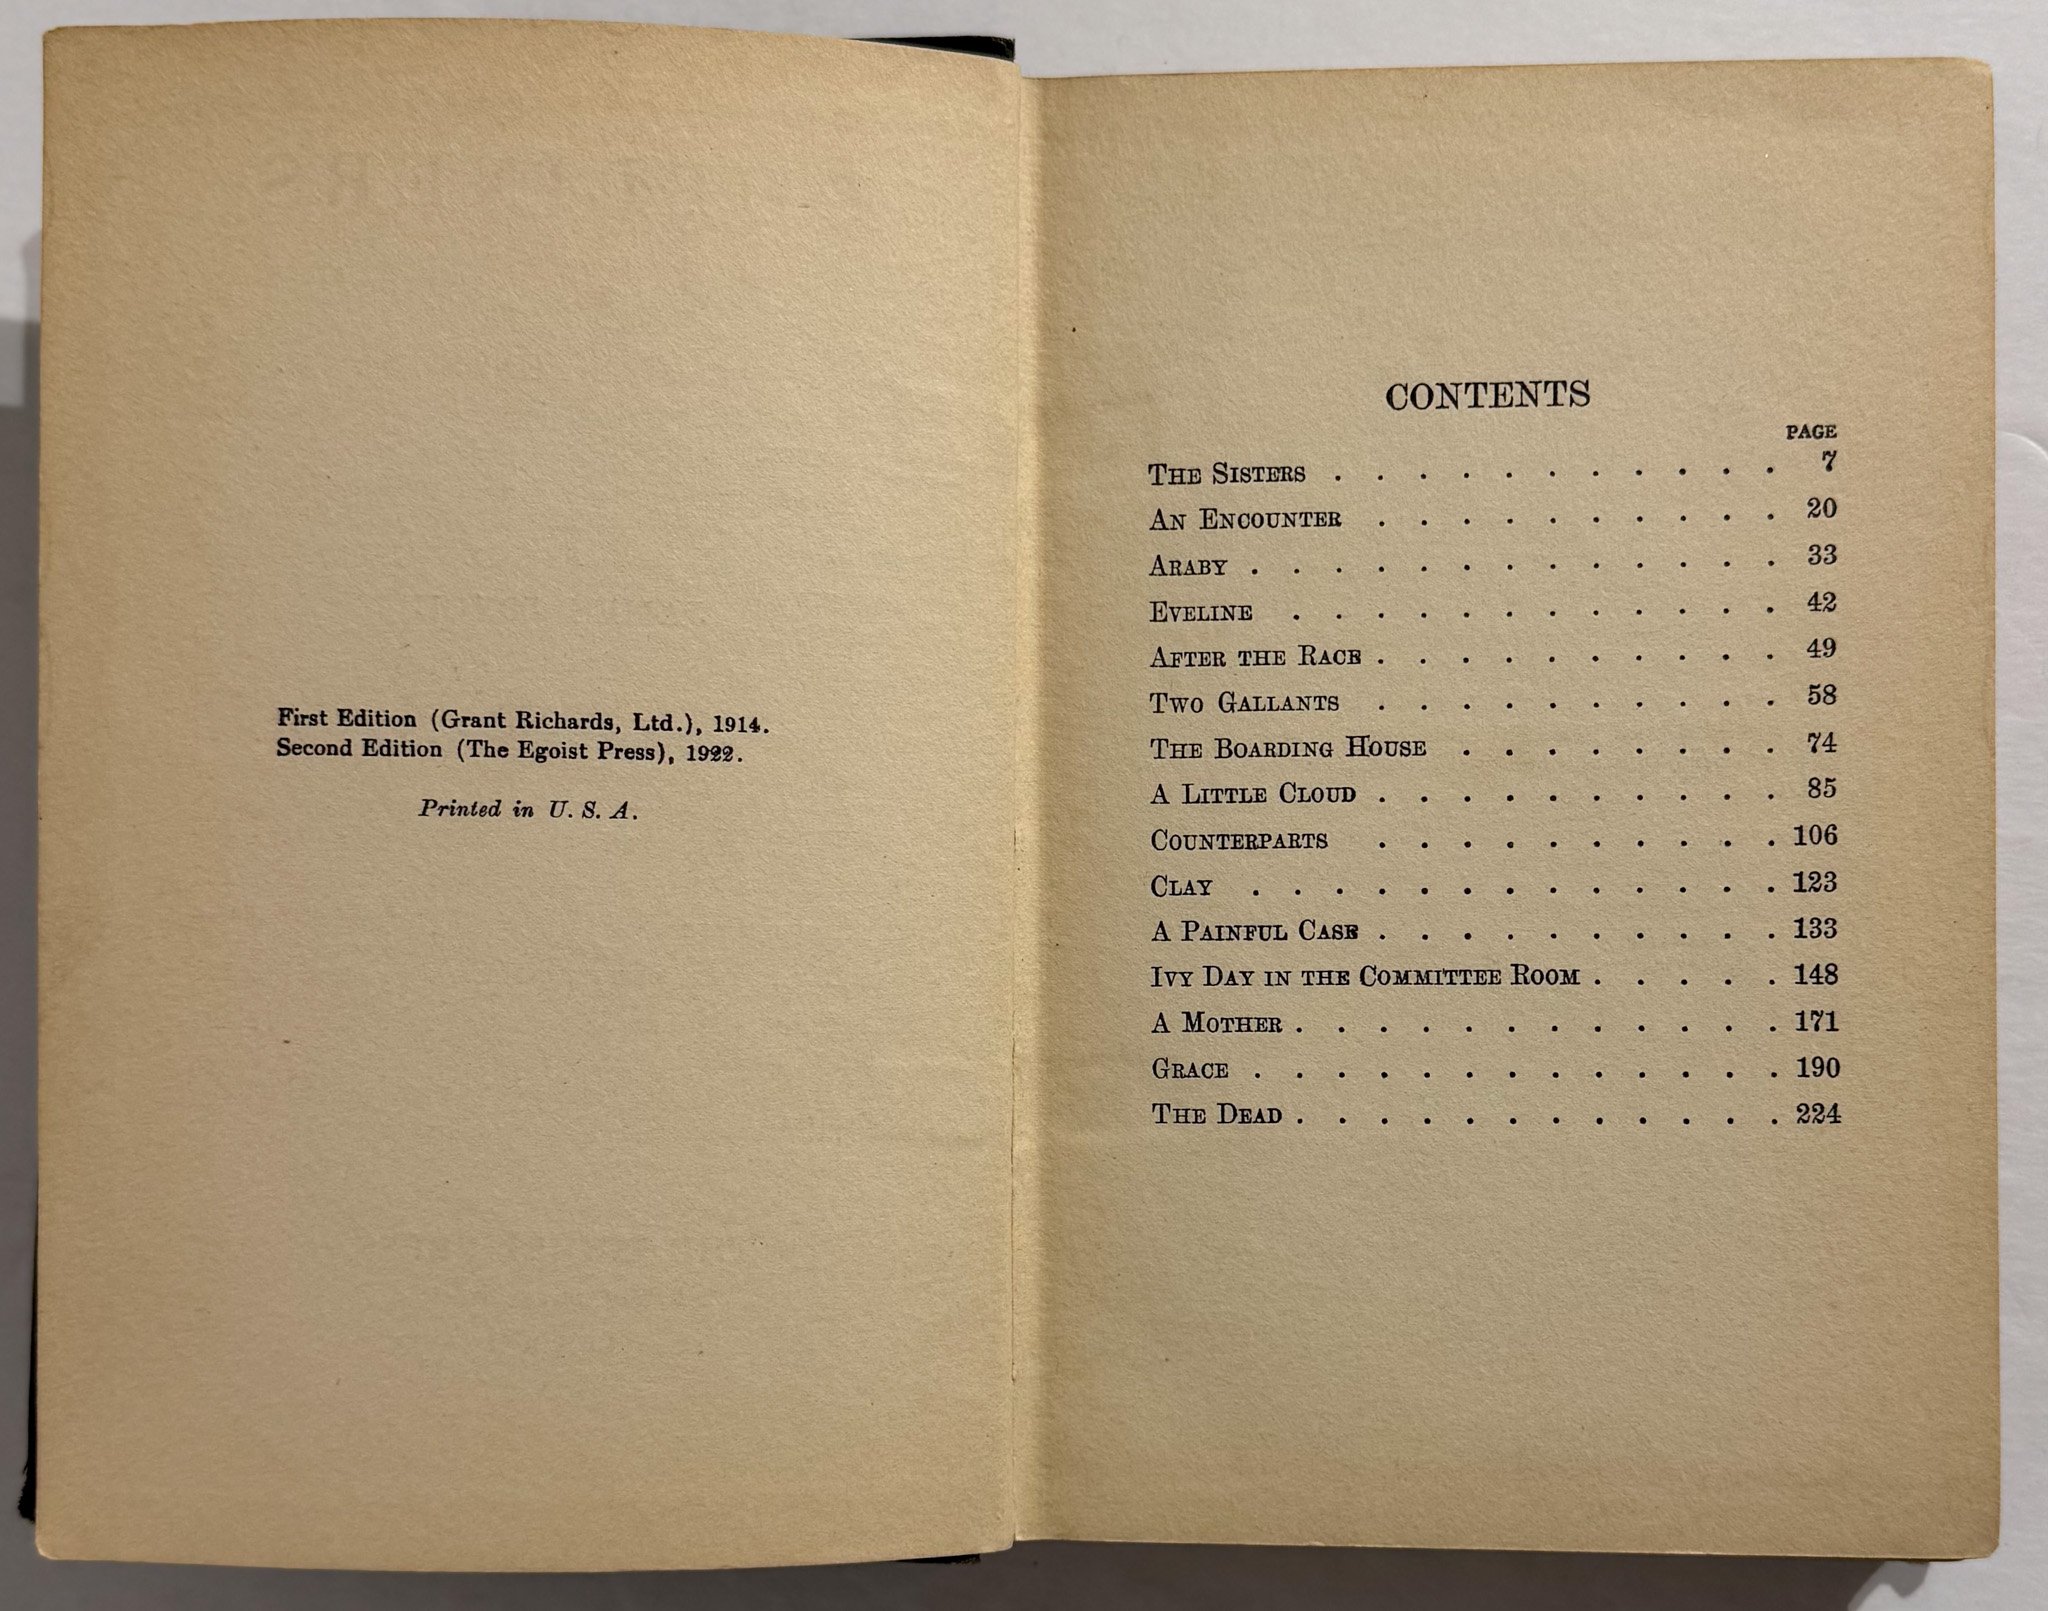 First Edition (Grant Richards, Ltd.), 1914.
Second Edition (The Egoist Press), 1922.
Printed in U. S. A.
CONTENTS
PAGE
The Sisters . . . . . . . . . . . 7
An Encounter . . . . . . . . . . 20
Araby . . . . . . . . . . . . . 33
Eveline . . . . . . . . . . . . 42
After the Race . . . . . . . . . . 49
Two Gallants . . . . . . . . . . 58
The Boarding House . . . . . . . . 74
A Little Cloud . . . . . . . . . . 85
Counterparts . . . . . . . . . . 106
Clay . . . . . . . . . . . . . 123
A Painful Case . . . . . . . . . . 133
Ivy Day in the Committee Room . . . . . 148
A Mother . . . . . . . . . . . . 171
Grace . . . . . . . . . . . . . 190
The Dead . . . . . . . . . . . . 224